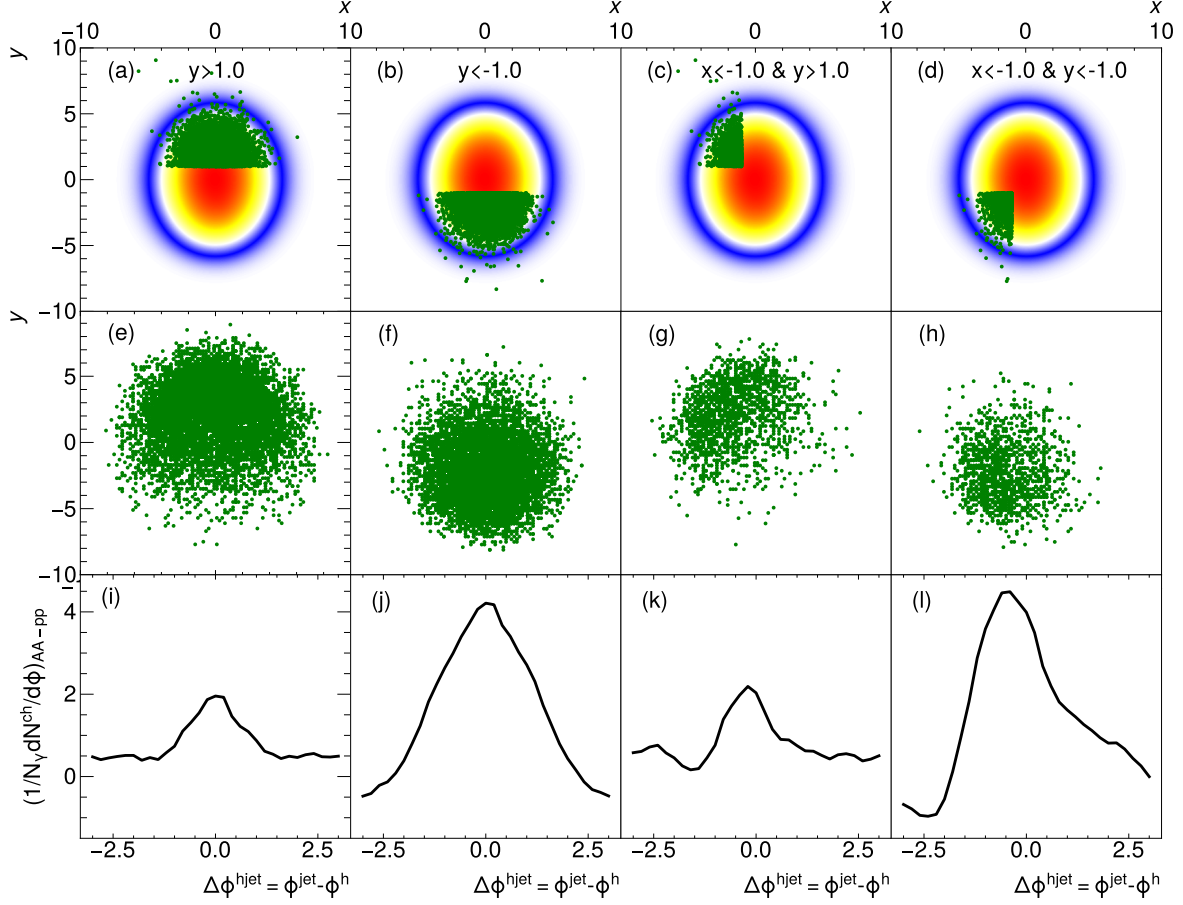 x x x x
−10 0 10 0 10 0 10 0 10
y 10
(a) y>1.0 (b) y<-1.0 (c) x<-1.0 & y>1.0 (d) x<-1.0 & y<-1.0
5
0
−5
y −10
(e) (f) (g) (h)
5
0
−5
−10
(i) (j) (k) (l)
4
2
0
(1/N_γ dN^ch/dϕ)_AA−pp
−2.5 0.0 2.5 −2.5 0.0 2.5 −2.5 0.0 2.5 −2.5 0.0 2.5
Δϕ^hjet = ϕ^jet-ϕ^h Δϕ^hjet = ϕ^jet-ϕ^h Δϕ^hjet = ϕ^jet-ϕ^h Δϕ^hjet = ϕ^jet-ϕ^h